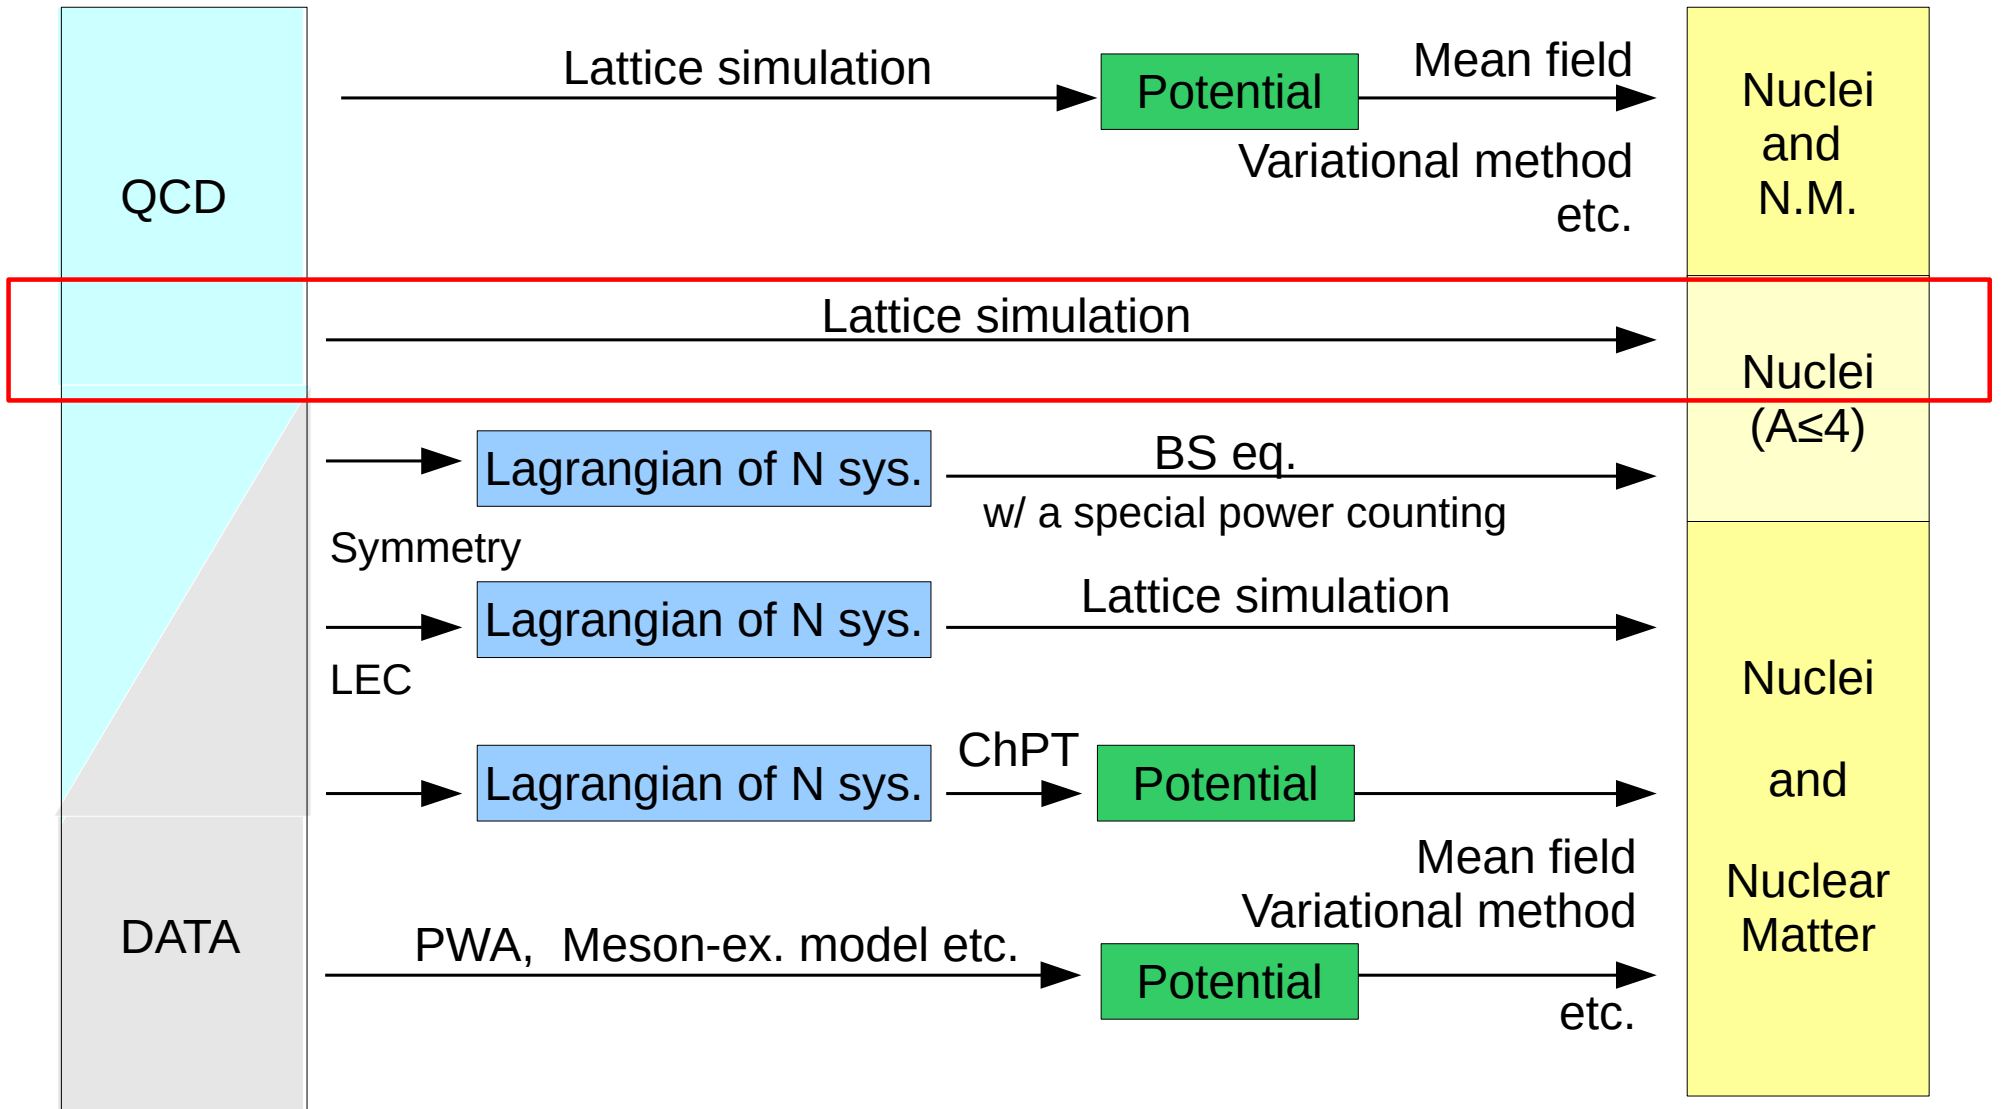 QCD
Lattice simulation
Potential
Mean field
Variational method
etc.
Nuclei
and
N.M.
Lattice simulation
Nuclei
(A≤4)
Lagrangian of N sys.
BS eq.
w/ a special power counting
Symmetry
Lagrangian of N sys.
Lattice simulation
LEC
Lagrangian of N sys.
ChPT
Potential
Mean field
Variational method
DATA
PWA,  Meson-ex. model etc.
Potential
etc.
Nuclei
and
Nuclear
Matter